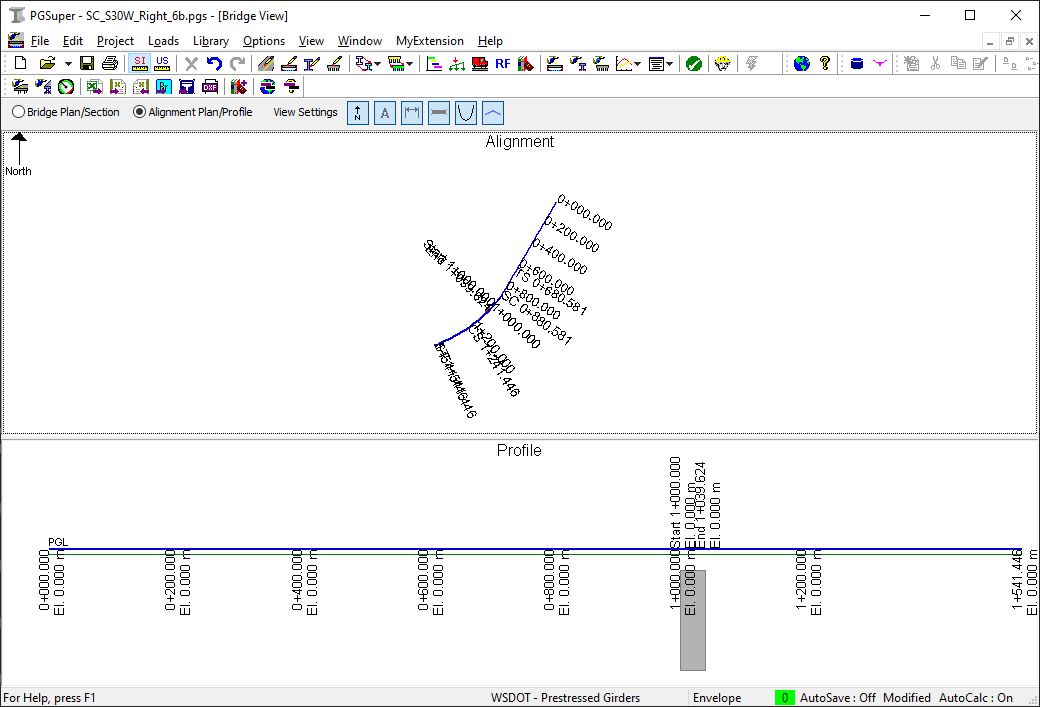 PGSuper - SC_S30W_Right_6b.pgs - [Bridge View]
File Edit Project Loads Library Options View Window MyExtension Help
SI US RF
DXF
Bridge Plan/Section Alignment Plan/Profile View Settings N A
Alignment
North
0+000.000
0+200.000
0+400.000
0+600.000
TS 0+680.581
0+800.000
SC 0+880.581
Start 1+000.000
1+000.000
1+200.000
CS 1+241.446
Profile
Start 1+000.000
El. 0.000 m
End 1+039.624
El. 0.000 m
PGL
0+000.000
El. 0.000 m
0+200.000
El. 0.000 m
0+400.000
El. 0.000 m
0+600.000
El. 0.000 m
0+800.000
El. 0.000 m
1+000.000
El. 0.000 m
1+200.000
El. 0.000 m
1+541.446
El. 0.000 m
For Help, press F1 WSDOT - Prestressed Girders Envelope 0 AutoSave : Off Modified AutoCalc : On